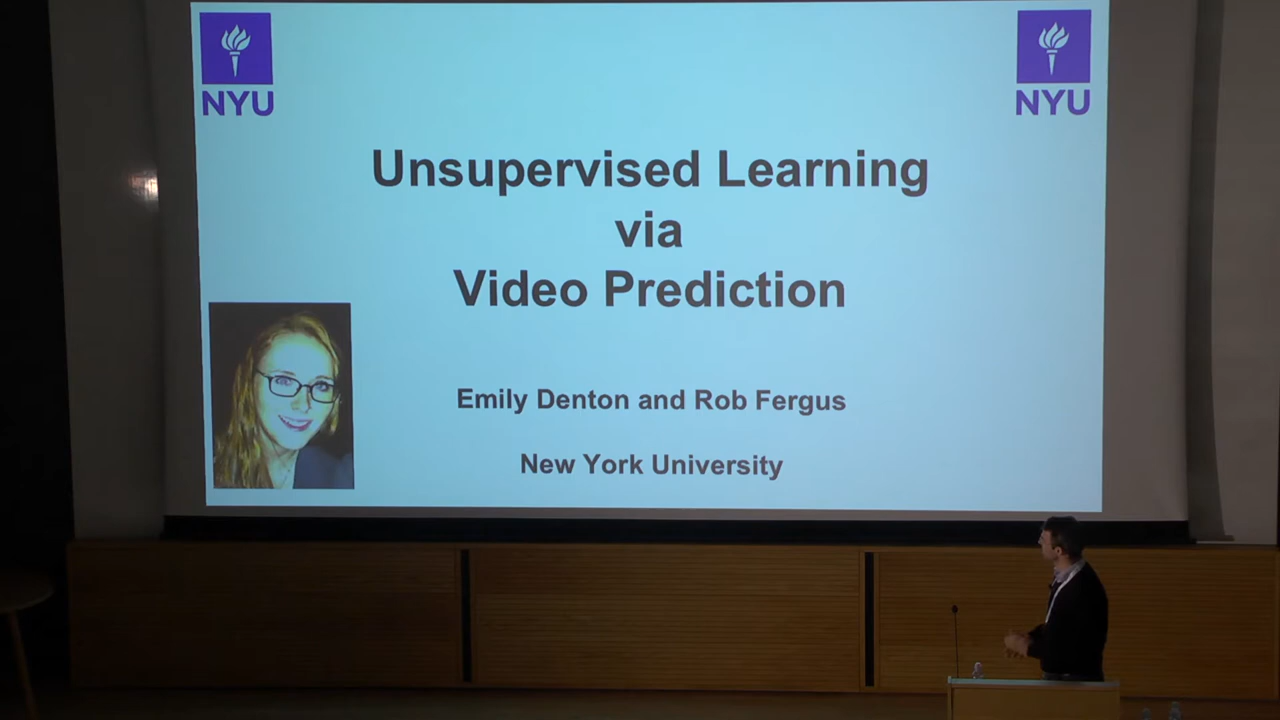 NYU
NYU
Unsupervised Learning
via
Video Prediction
Emily Denton and Rob Fergus
New York University